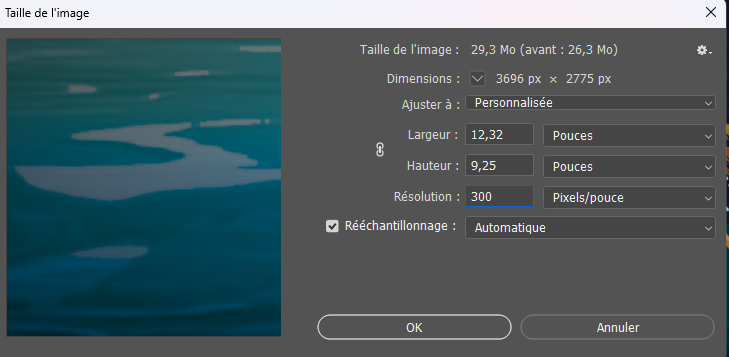 Taille de l'image
Taille de l'image : 29,3 Mo (avant : 26,3 Mo)
Dimensions : 3696 px × 2775 px
Ajuster à : Personnalisée
Largeur : 12,32 Pouces
Hauteur : 9,25 Pouces
Résolution : 300 Pixels/pouce
Rééchantillonnage : Automatique
OK Annuler